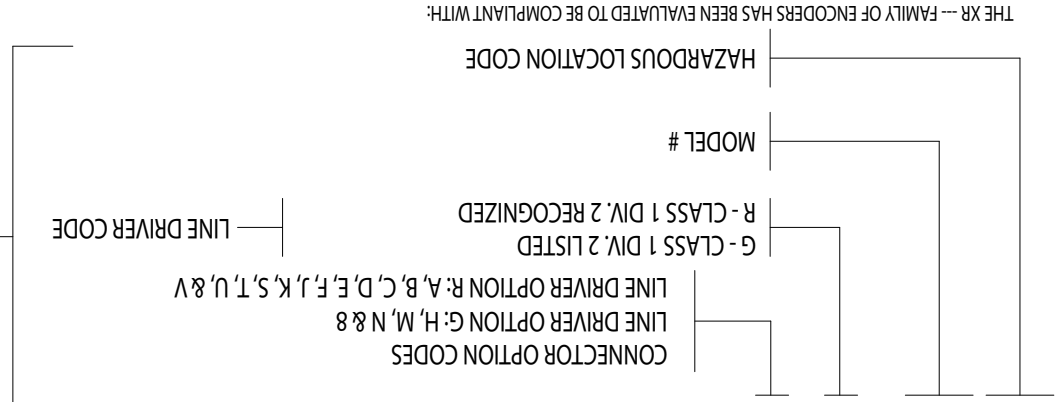 CONNECTOR OPTION CODES
LINE DRIVER OPTION G: H, M, N & 8
LINE DRIVER OPTION R: A, B, C, D, E, F, J, K, S, T, U, & V
G - CLASS 1 DIV. 2 LISTED
R - CLASS 1 DIV. 2 RECOGNIZED
LINE DRIVER CODE
MODEL #
HAZARDOUS LOCATION CODE
THE XR --- FAMILY OF ENCODERS HAS BEEN EVALUATED TO BE COMPLIANT WITH: